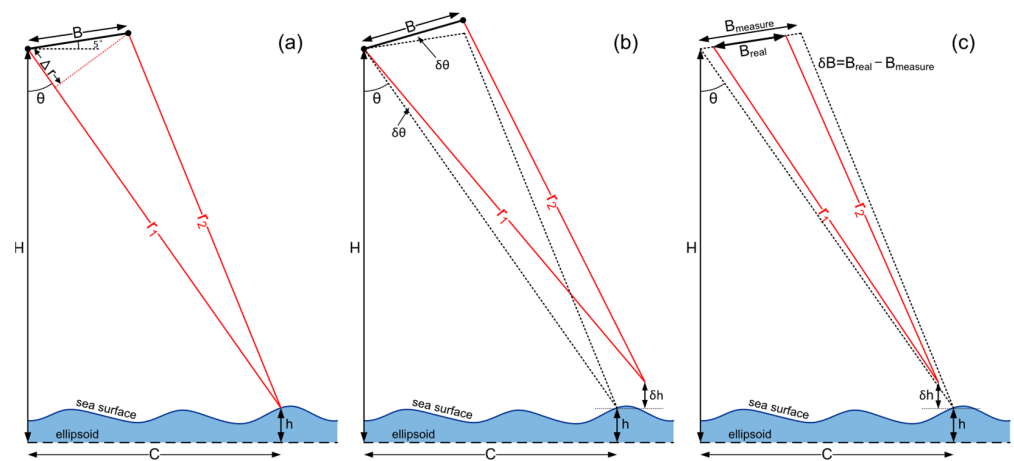 B
(a)
5°
Δr
θ
r₁
r₂
H
sea surface
h
ellipsoid
C
B
(b)
δθ
θ
δθ
r₁
r₂
H
δh
sea surface
h
ellipsoid
C
Bmeasure
(c)
Breal
δB=Breal − Bmeasure
θ
r₁
r₂
H
δh
sea surface
h
ellipsoid
C